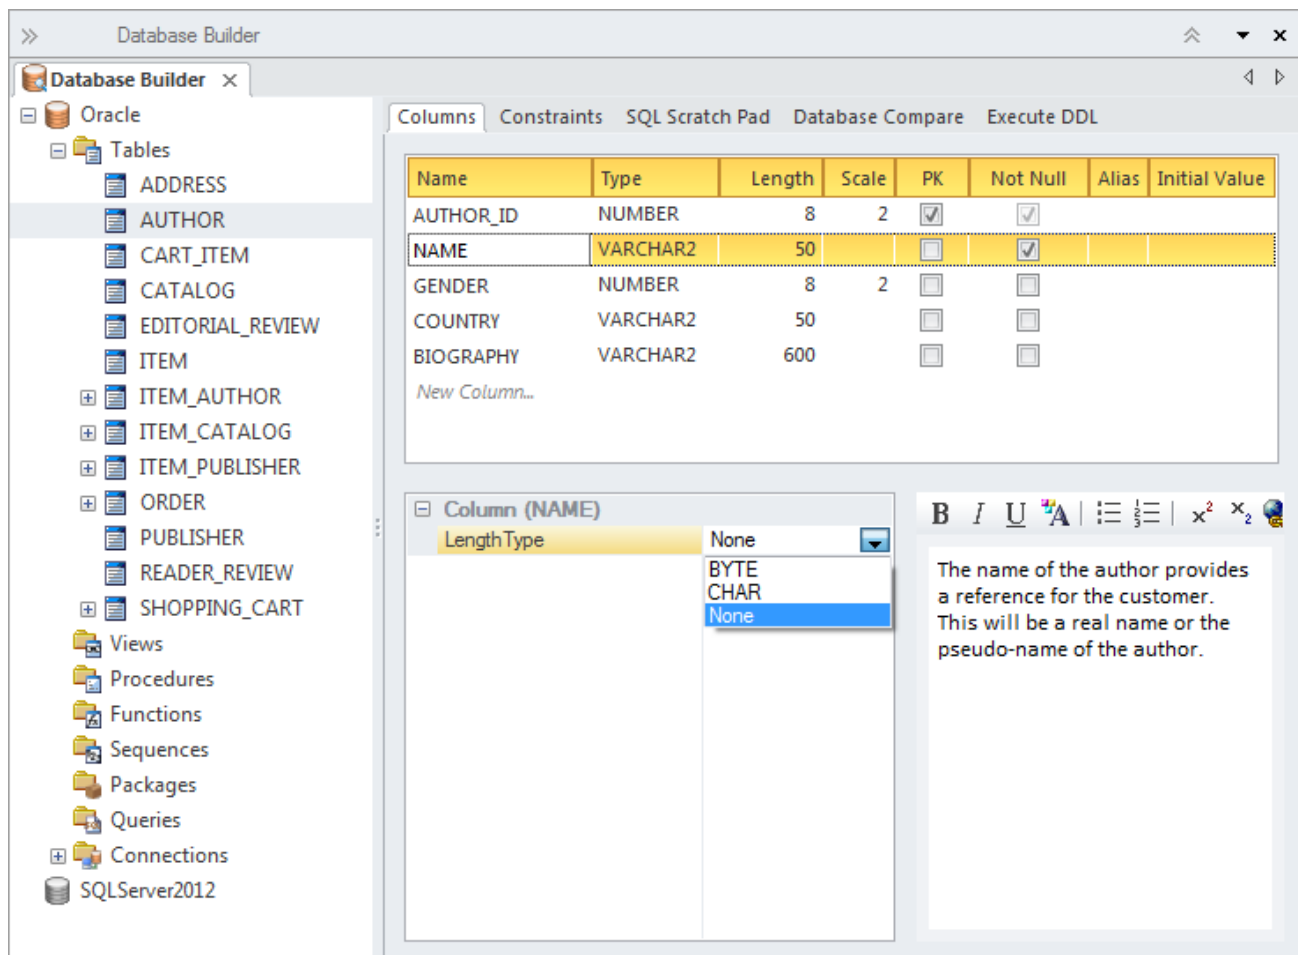 Database Builder
Database Builder
Oracle
Tables
ADDRESS
AUTHOR
CART_ITEM
CATALOG
EDITORIAL_REVIEW
ITEM
ITEM_AUTHOR
ITEM_CATALOG
ITEM_PUBLISHER
ORDER
PUBLISHER
READER_REVIEW
SHOPPING_CART
Views
Procedures
Functions
Sequences
Packages
Queries
Connections
SQLServer2012
Columns Constraints SQL Scratch Pad Database Compare Execute DDL
Name Type Length Scale PK Not Null Alias Initial Value
AUTHOR_ID NUMBER 8 2
NAME VARCHAR2 50
GENDER NUMBER 8 2
COUNTRY VARCHAR2 50
BIOGRAPHY VARCHAR2 600
New Column...
Column (NAME)
LengthType None
BYTE
CHAR
None
B I U A x² x₂
The name of the author provides
a reference for the customer.
This will be a real name or the
pseudo-name of the author.